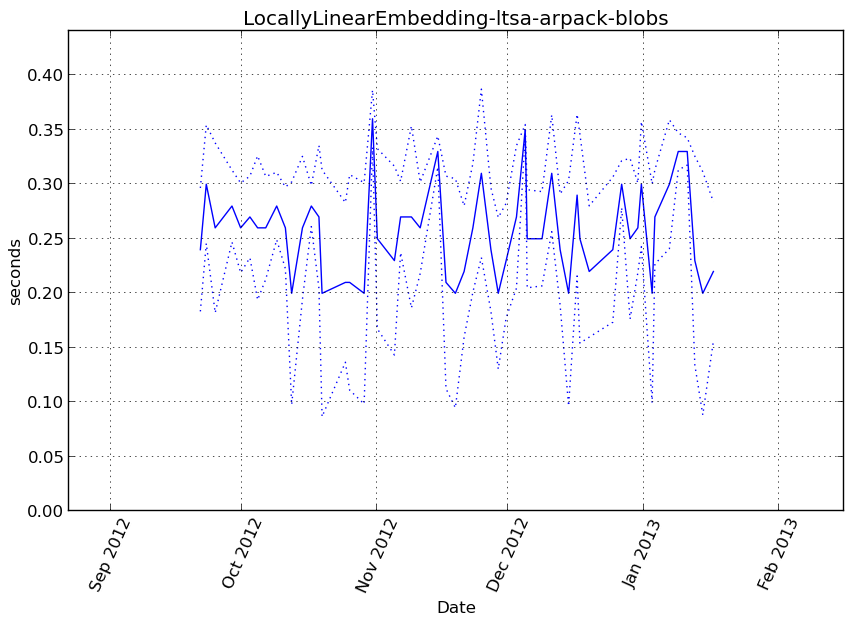 LocallyLinearEmbedding-ltsa-arpack-blobs
0.40
0.35
0.30
0.25
0.20
0.15
0.10
0.05
0.00
seconds
Sep 2012
Oct 2012
Nov 2012
Dec 2012
Jan 2013
Feb 2013
Date